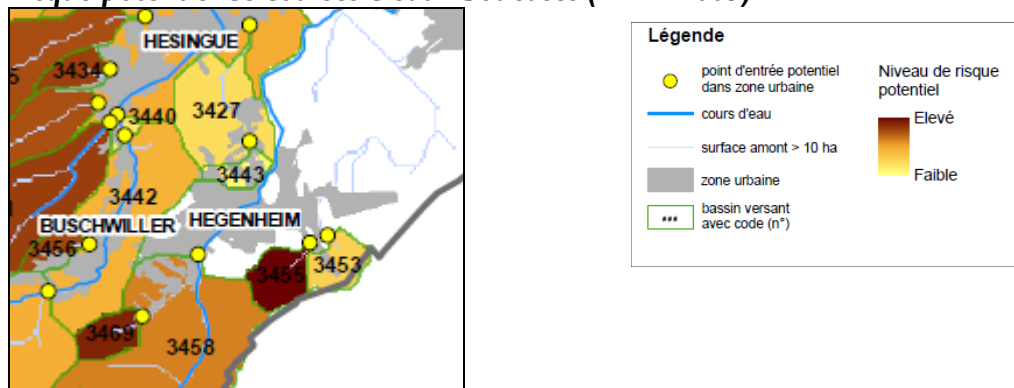 HESINGUE
3434
3440
3427
3443
3442
BUSCHWILLER
HEGENHEIM
3456
3455
3453
3469
3458
Légende
point d'entrée potentiel
dans zone urbaine
cours d'eau
surface amont > 10 ha
zone urbaine
bassin versant
avec code (n°)
Niveau de risque
potentiel
Elevé
Faible